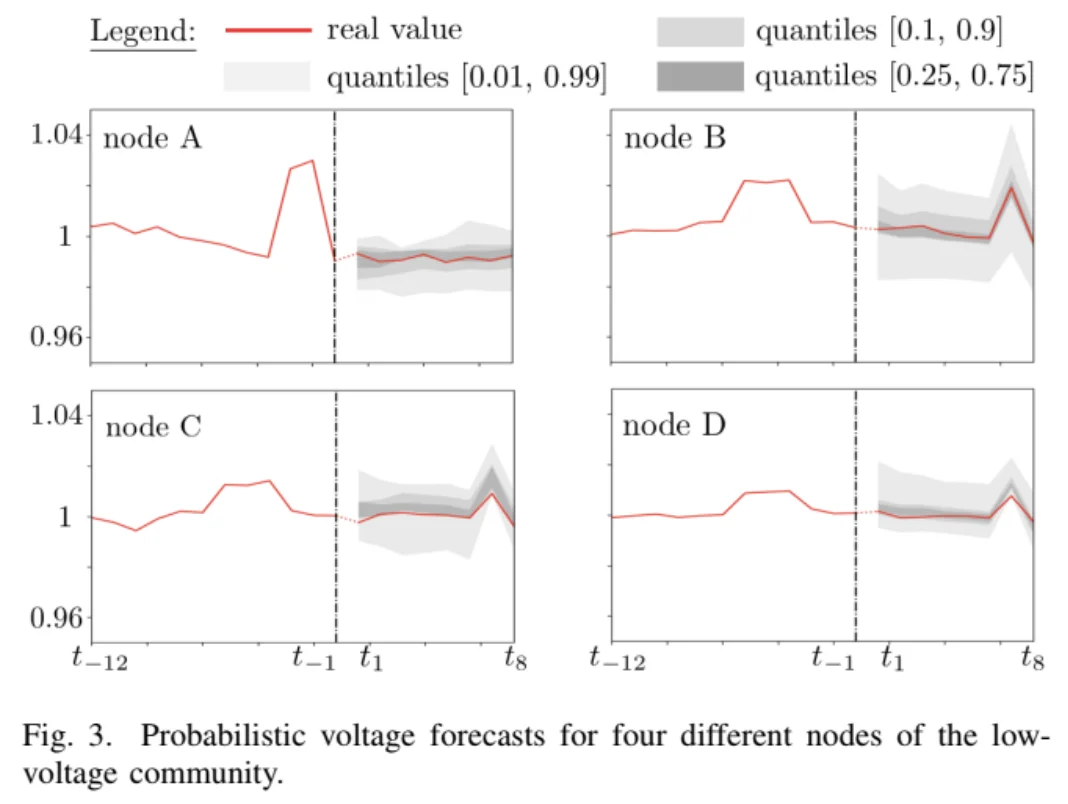 Legend: real value quantiles [0.1, 0.9]
quantiles [0.01, 0.99] quantiles [0.25, 0.75]
1.04 node A node B
1
0.96
1.04 node C node D
1
0.96
t₋₁₂ t₋₁ t₁ t₈ t₋₁₂ t₋₁ t₁ t₈
Fig. 3. Probabilistic voltage forecasts for four different nodes of the low-
voltage community.